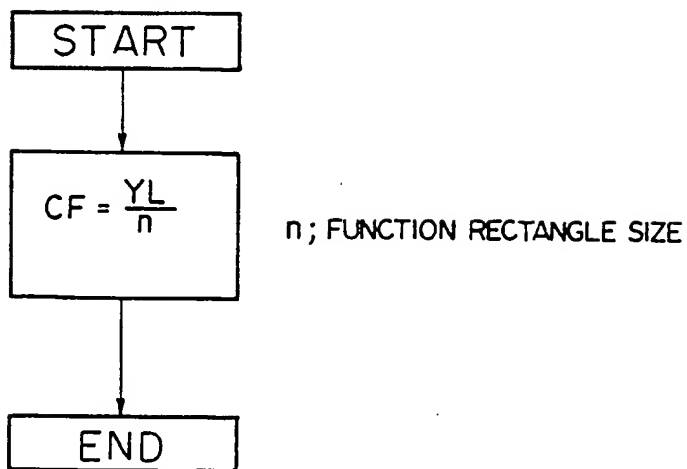 START
CF = YL/n
n; FUNCTION RECTANGLE SIZE
END